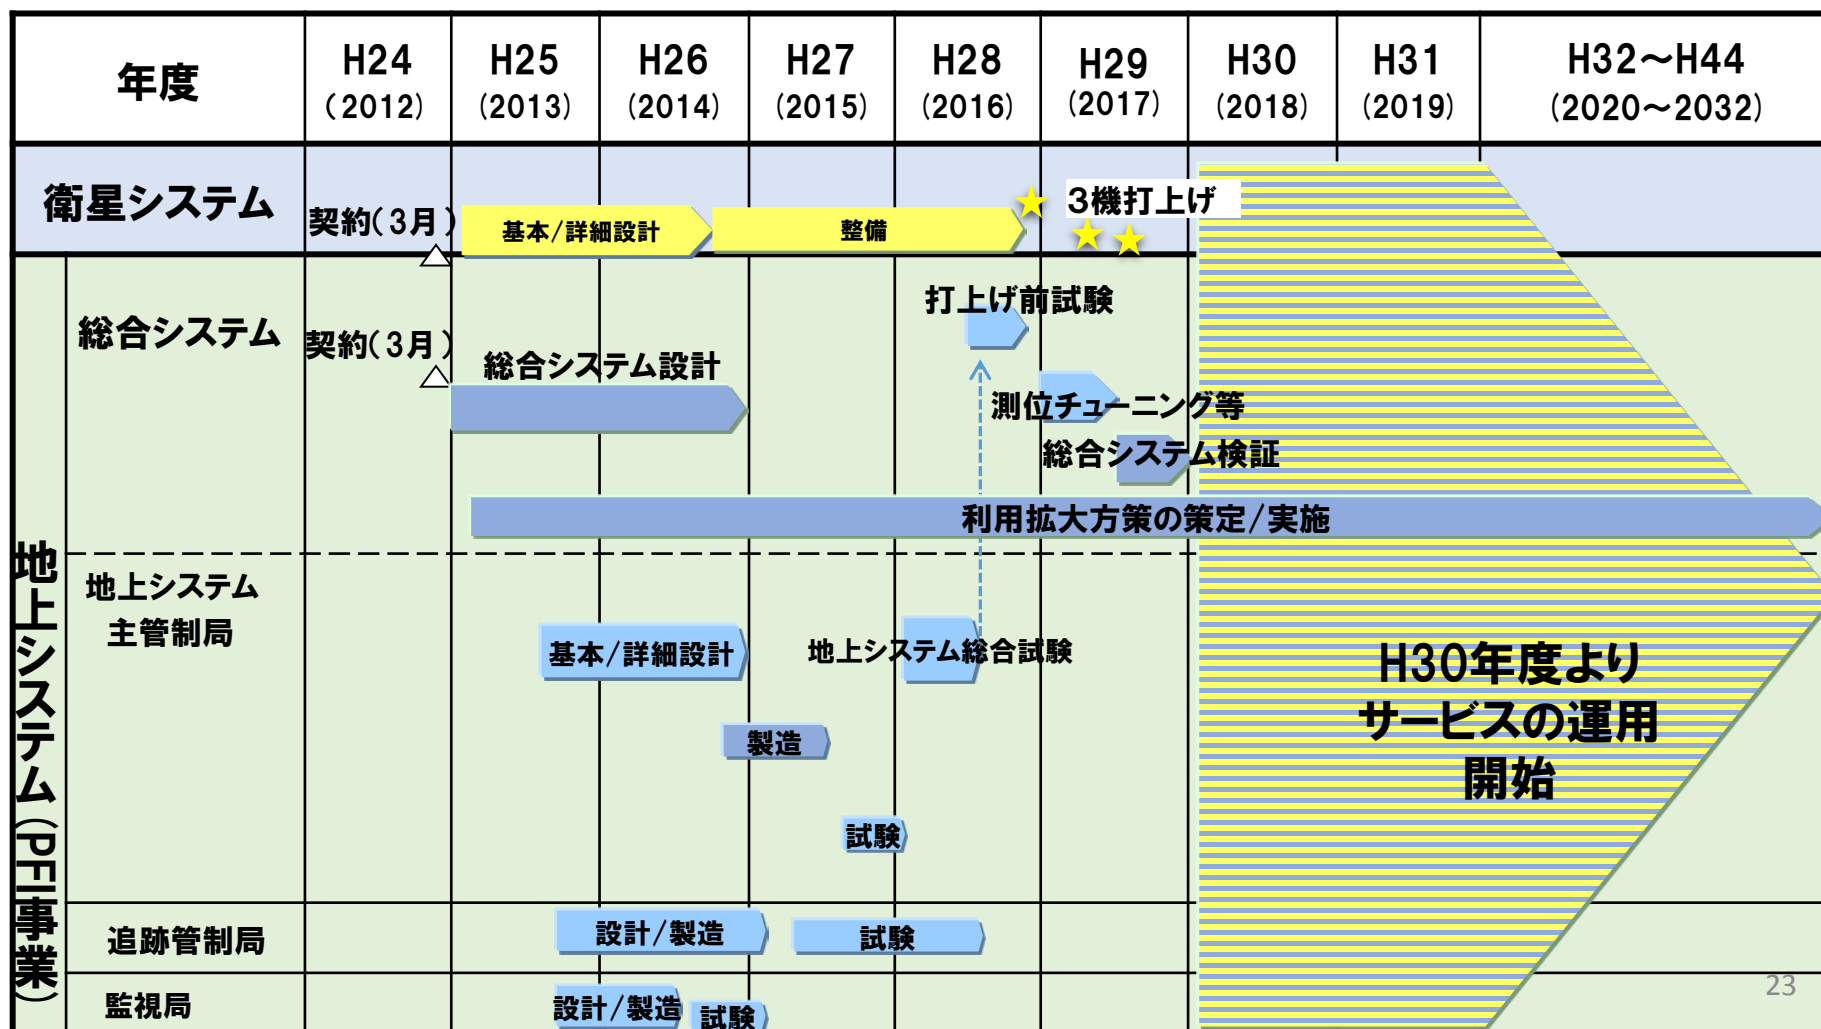 年度
H24
(2012)
H25
(2013)
H26
(2014)
H27
(2015)
H28
(2016)
H29
(2017)
H30
(2018)
H31
(2019)
H32～H44
(2020～2032)
衛星システム
契約(3月)
基本/詳細設計
整備
3機打上げ
地上システム(PFI事業)
総合システム
契約(3月)
総合システム設計
打上げ前試験
測位チューニング等
総合システム検証
利用拡大方策の策定/実施
地上システム
主管制局
基本/詳細設計
地上システム総合試験
製造
試験
H30年度より
サービスの運用
開始
追跡管制局
設計/製造
試験
監視局
設計/製造
試験
23